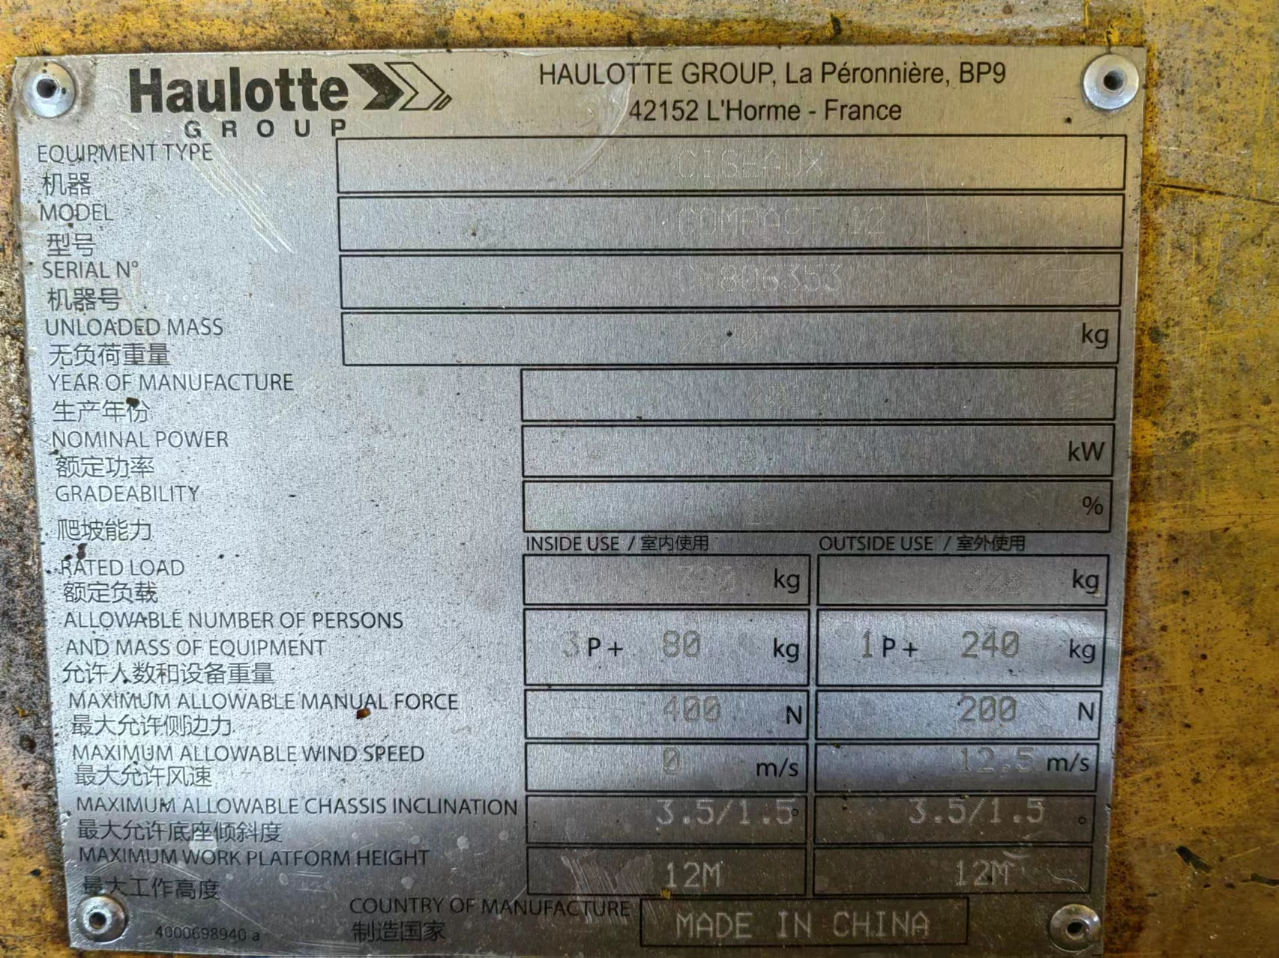 Haulotte
GROUP
HAULOTTE GROUP, La Péronnière, BP9
42152 L'Horme - France
EQUIPMENT TYPE CISEAUX
机器
MODEL COMPACT 12
型号
SERIAL N° 806353
机器号
UNLOADED MASS kg
无负荷重量
YEAR OF MANUFACTURE
生产年份
NOMINAL POWER kW
额定功率
GRADEABILITY %
爬坡能力
INSIDE USE / 室内使用 OUTSIDE USE / 室外使用
RATED LOAD kg kg
额定负载
ALLOWABLE NUMBER OF PERSONS
AND MASS OF EQUIPMENT 3 P + 80 kg 1 P + 240 kg
允许人数和设备重量
MAXIMUM ALLOWABLE MANUAL FORCE 400 N 200 N
最大允许侧边力
MAXIMUM ALLOWABLE WIND SPEED 0 m/s 12.5 m/s
最大允许风速
MAXIMUM ALLOWABLE CHASSIS INCLINATION 3.5/1.5° 3.5/1.5°
最大允许底座倾斜度
MAXIMUM WORK PLATFORM HEIGHT 12M 12M
最大工作高度
COUNTRY OF MANUFACTURE MADE IN CHINA
制造国家
4000698940 a